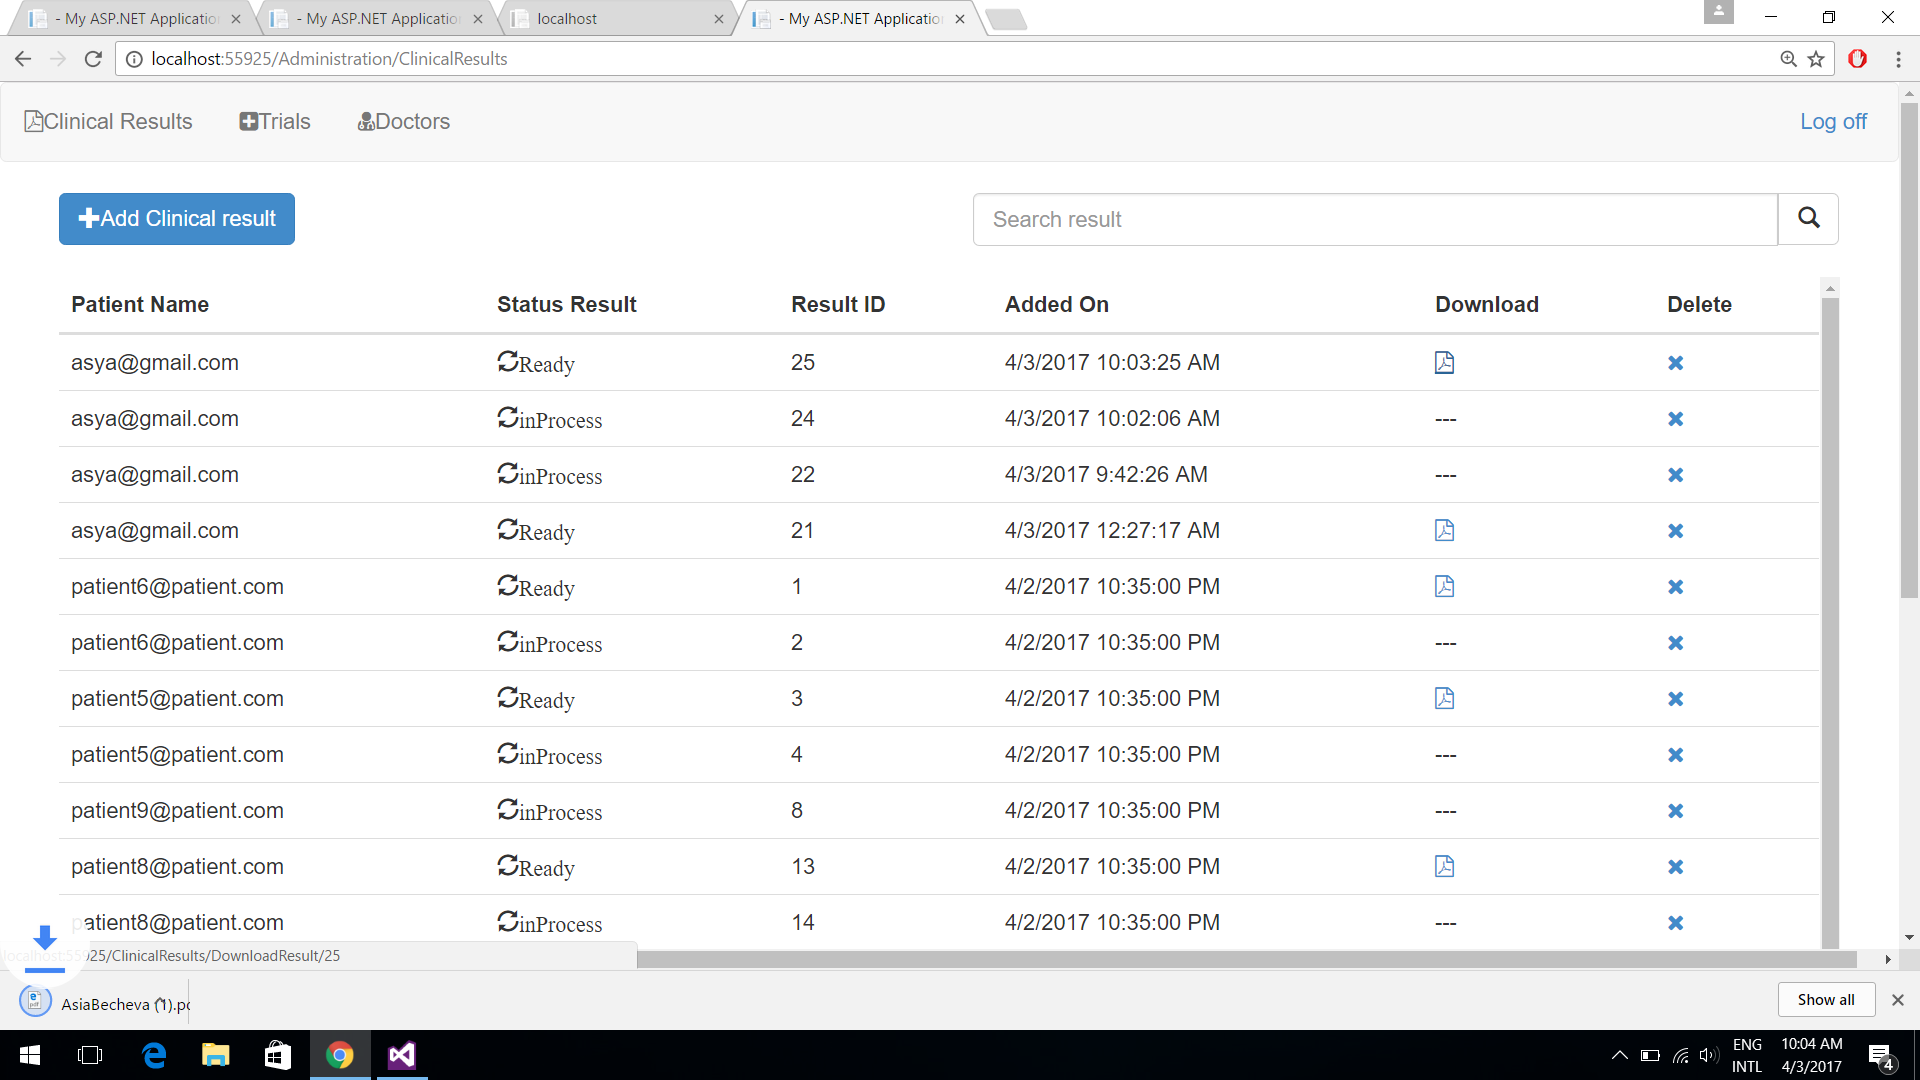 - My ASP.NET Applicatio
- My ASP.NET Applicatio
localhost
- My ASP.NET Applicatio
localhost:55925/Administration/ClinicalResults
Clinical Results Trials Doctors Log off
Add Clinical result Search result
Patient Name Status Result Result ID Added On Download Delete
asya@gmail.com Ready 25 4/3/2017 10:03:25 AM
asya@gmail.com inProcess 24 4/3/2017 10:02:06 AM ---
asya@gmail.com inProcess 22 4/3/2017 9:42:26 AM ---
asya@gmail.com Ready 21 4/3/2017 12:27:17 AM
patient6@patient.com Ready 1 4/2/2017 10:35:00 PM
patient6@patient.com inProcess 2 4/2/2017 10:35:00 PM ---
patient5@patient.com Ready 3 4/2/2017 10:35:00 PM
patient5@patient.com inProcess 4 4/2/2017 10:35:00 PM ---
patient9@patient.com inProcess 8 4/2/2017 10:35:00 PM ---
patient8@patient.com Ready 13 4/2/2017 10:35:00 PM
patient8@patient.com inProcess 14 4/2/2017 10:35:00 PM ---
localhost:55925/ClinicalResults/DownloadResult/25
AsiaBecheva (1).pd Show all
ENG 10:04 AM
INTL 4/3/2017 4